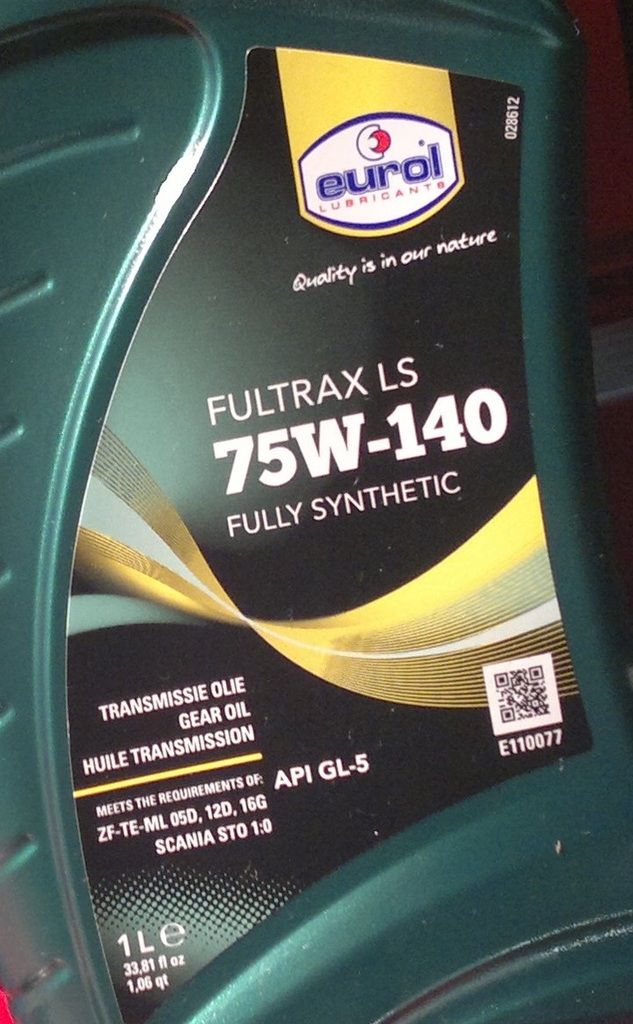 028612
eurol
LUBRICANTS
Quality is in our nature
FULTRAX LS
75W-140
FULLY SYNTHETIC
TRANSMISSIE OLIE
GEAR OIL
HUILE TRANSMISSION
E110077
MEETS THE REQUIREMENTS OF:
API GL-5
ZF-TE-ML 05D, 12D, 16G
SCANIA STO 1:0
1 L e
33,81 fl oz
1,06 qt